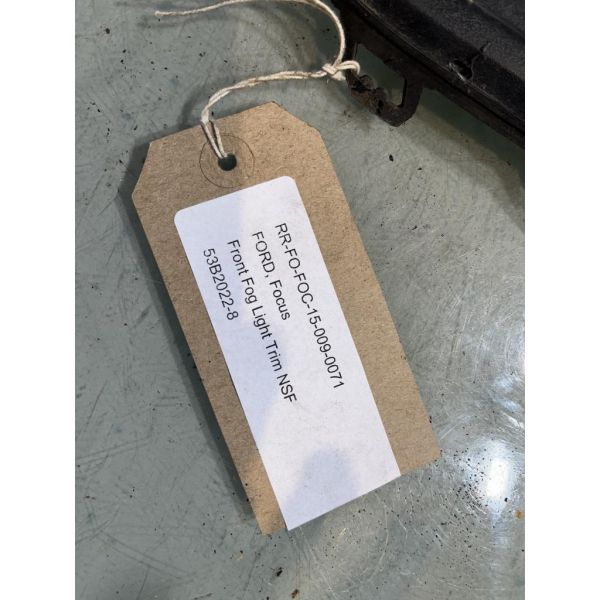 RR-FO-FOC-15-009-0071
FORD, Focus
Front Fog Light Trim NSF
53B2022-8